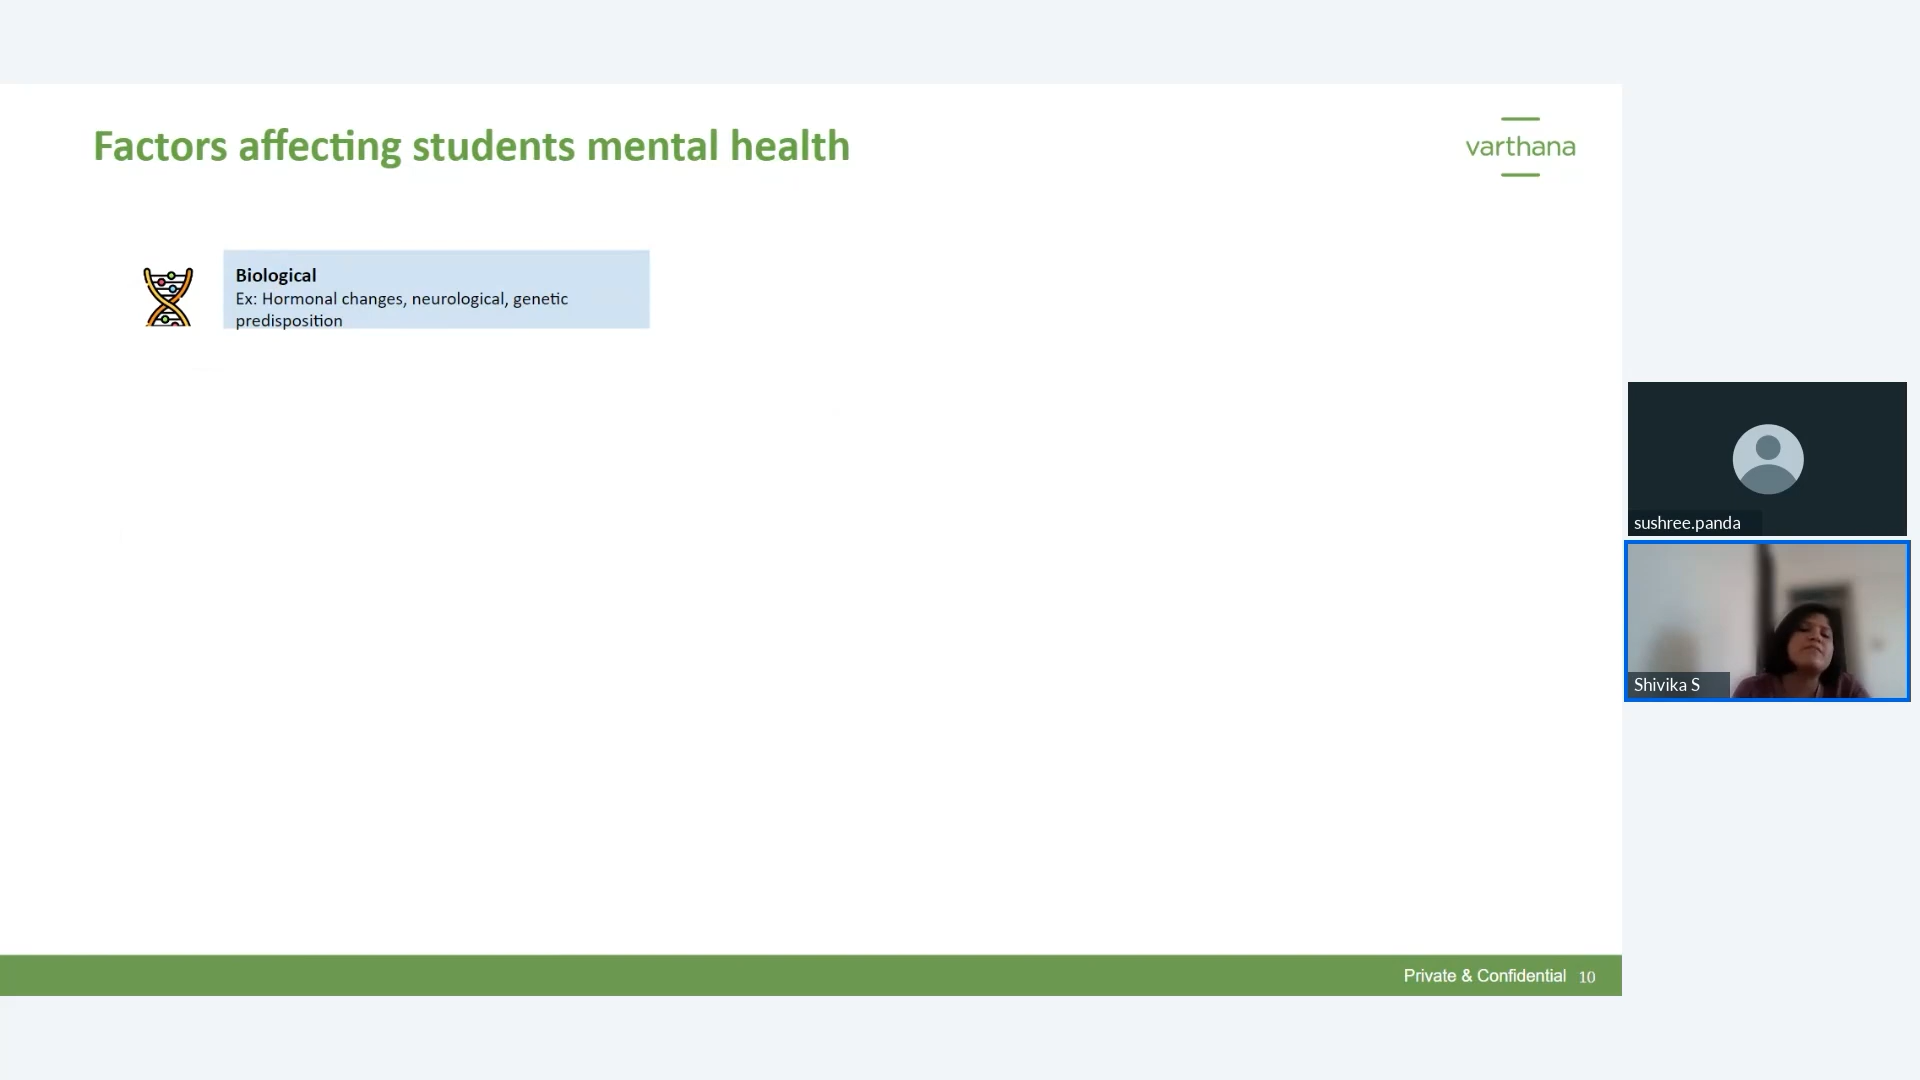 Factors affecting students mental health
varthana
Biological
Ex: Hormonal changes, neurological, genetic
predisposition
sushree.panda
Shivika S
Private & Confidential 10